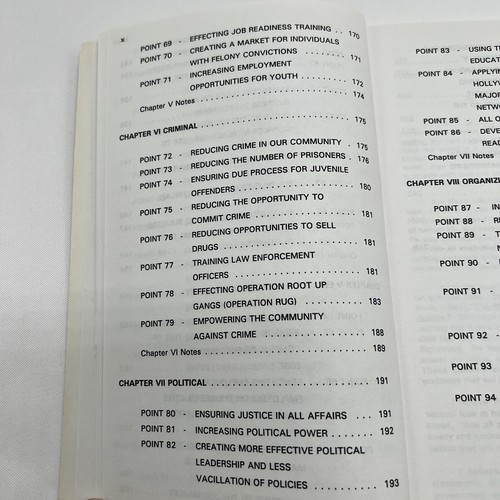 x
POINT 69 - EFFECTING JOB READINESS TRAINING . . 170
POINT 70 - CREATING A MARKET FOR INDIVIDUALS
WITH FELONY CONVICTIONS . . . . . . . 171
POINT 71 - INCREASING EMPLOYMENT
OPPORTUNITIES FOR YOUTH . . . . . 172
Chapter V Notes . . . . . . . . . . . . . . . . . . . . . . 174
CHAPTER VI CRIMINAL . . . . . . . . . . . . . . . . . . . . . . 175
POINT 72 - REDUCING CRIME IN OUR COMMUNITY . 175
POINT 73 - REDUCING THE NUMBER OF PRISONERS . 176
POINT 74 - ENSURING DUE PROCESS FOR JUVENILE
OFFENDERS . . . . . . . . . . . . . . . . . 180
POINT 75 - REDUCING THE OPPORTUNITY TO
COMMIT CRIME . . . . . . . . . . . . . . . 181
POINT 76 - REDUCING OPPORTUNITIES TO SELL
DRUGS . . . . . . . . . . . . . . . . . . . . 181
POINT 77 - TRAINING LAW ENFORCEMENT
OFFICERS . . . . . . . . . . . . . . . . . . 181
POINT 78 - EFFECTING OPERATION ROOT UP
GANGS (OPERATION RUG) . . . . . . . . 183
POINT 79 - EMPOWERING THE COMMUNITY
AGAINST CRIME . . . . . . . . . . . . . . 188
Chapter VI Notes . . . . . . . . . . . . . . . . . . . . . 189
CHAPTER VII POLITICAL . . . . . . . . . . . . . . . . . . . . . 191
POINT 80 - ENSURING JUSTICE IN ALL AFFAIRS . . . 191
POINT 81 - INCREASING POLITICAL POWER . . . . . . 192
POINT 82 - CREATING MORE EFFECTIVE POLITICAL
LEADERSHIP AND LESS
VACILLATION OF POLICIES . . . . . . . . 193
POINT 83 - USING
EDUCAT
POINT 84 - APPLYIN
HOLLYV
MAJOR
NETWO
POINT 85 - ALL O
POINT 86 - DEVE
READ
Chapter VII Notes
CHAPTER VIII ORGANIZ
POINT 87 - IN
POINT 88 -
POINT 89 -
POINT 90 -
POINT 91 -
POINT 92 -
POINT 93
POINT 94